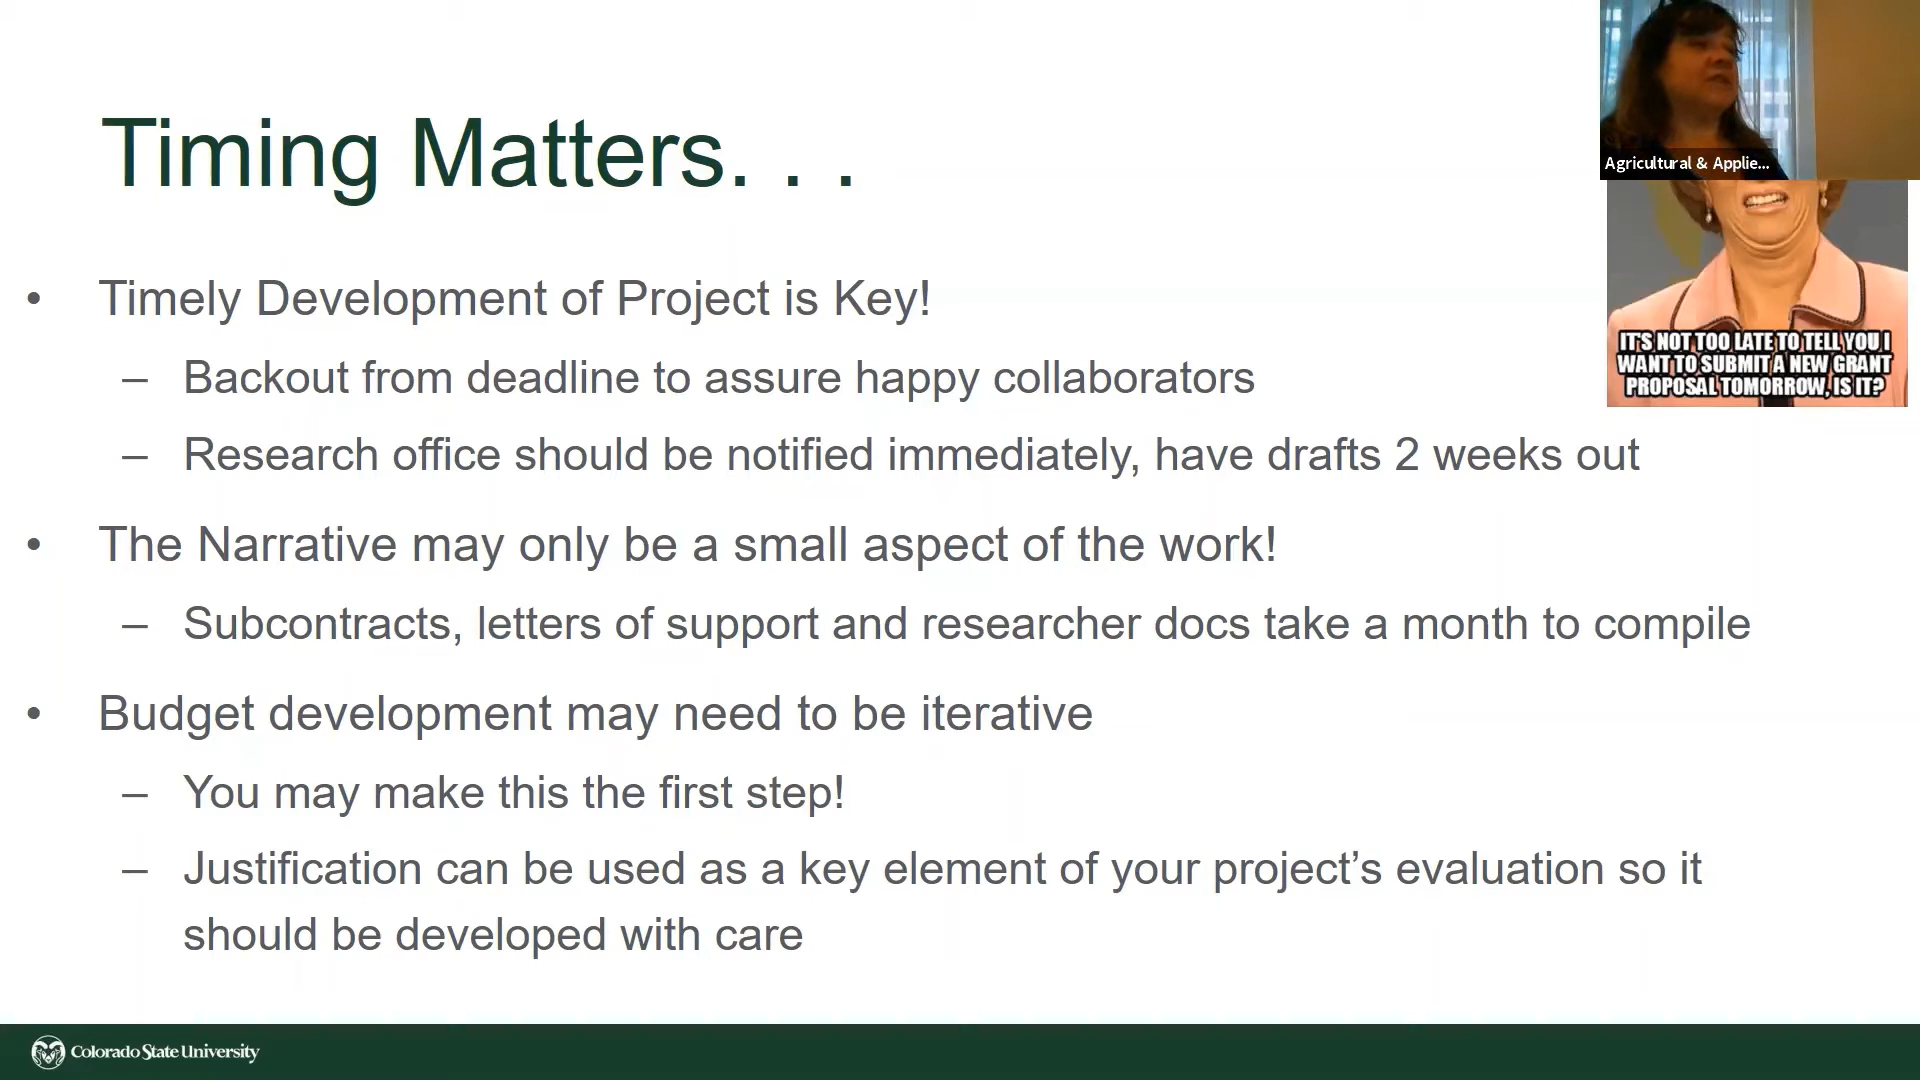 Timing Matters. . .
Agricultural & Applie...
IT'S NOT TOO LATE TO TELL YOU I
WANT TO SUBMIT A NEW GRANT
PROPOSAL TOMORROW, IS IT?
• Timely Development of Project is Key!
– Backout from deadline to assure happy collaborators
– Research office should be notified immediately, have drafts 2 weeks out
• The Narrative may only be a small aspect of the work!
– Subcontracts, letters of support and researcher docs take a month to compile
• Budget development may need to be iterative
– You may make this the first step!
– Justification can be used as a key element of your project’s evaluation so it
should be developed with care
Colorado State University